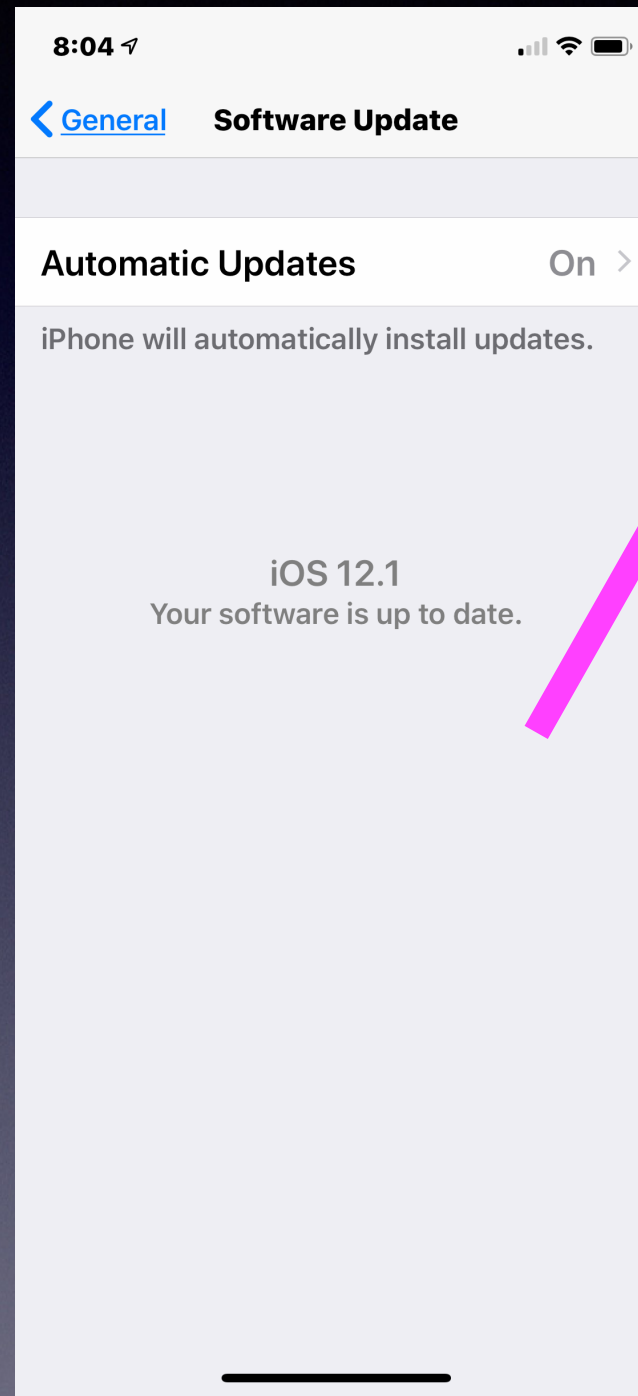 8:04
General Software Update
Automatic Updates On
iPhone will automatically install updates.
iOS 12.1
Your software is up to date.